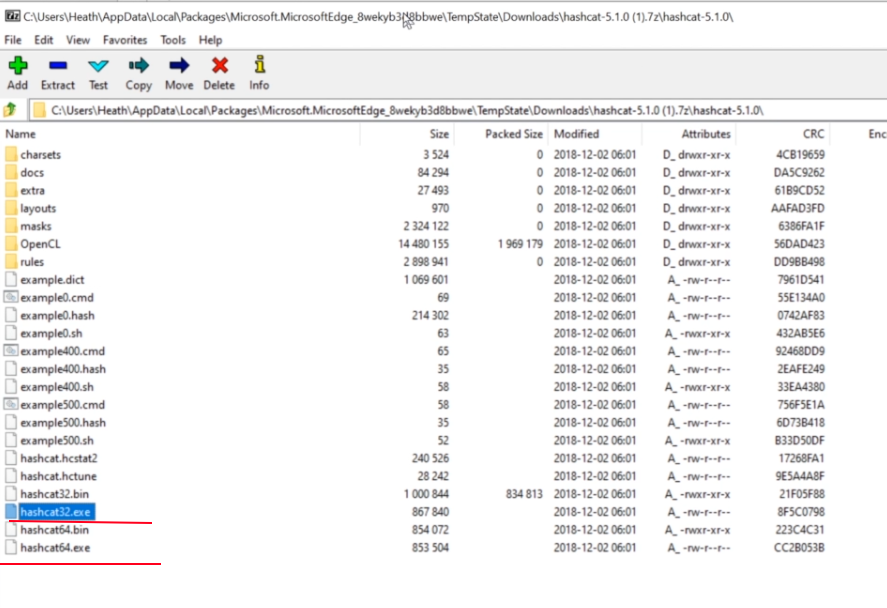 C:\Users\Heath\AppData\Local\Packages\Microsoft.MicrosoftEdge_8wekyb3d8bbwe\TempState\Downloads\hashcat-5.1.0 (1).7z\hashcat-5.1.0\
File Edit View Favorites Tools Help
Add Extract Test Copy Move Delete Info
C:\Users\Heath\AppData\Local\Packages\Microsoft.MicrosoftEdge_8wekyb3d8bbwe\TempState\Downloads\hashcat-5.1.0 (1).7z\hashcat-5.1.0\
Name Size Packed Size Modified Attributes CRC Enc
charsets 3 524 0 2018-12-02 06:01 D_ drwxr-xr-x 4CB19659
docs 84 294 0 2018-12-02 06:01 D_ drwxr-xr-x DA5C9262
extra 27 493 0 2018-12-02 06:01 D_ drwxr-xr-x 61B9CD52
layouts 970 0 2018-12-02 06:01 D_ drwxr-xr-x AAFAD3FD
masks 2 324 122 0 2018-12-02 06:01 D_ drwxr-xr-x 6386FA1F
OpenCL 14 480 155 1 969 179 2018-12-02 06:01 D_ drwxr-xr-x 56DAD423
rules 2 898 941 0 2018-12-02 06:01 D_ drwxr-xr-x DD9BB498
example.dict 1 069 601 2018-12-02 06:01 A_ -rw-r--r-- 7961D541
example0.cmd 69 2018-12-02 06:01 A_ -rw-r--r-- 55E134A0
example0.hash 214 302 2018-12-02 06:01 A_ -rw-r--r-- 0742AF83
example0.sh 63 2018-12-02 06:01 A_ -rwxr-xr-x 432AB5E6
example400.cmd 65 2018-12-02 06:01 A_ -rw-r--r-- 92468DD9
example400.hash 35 2018-12-02 06:01 A_ -rw-r--r-- 2EAFE249
example400.sh 58 2018-12-02 06:01 A_ -rwxr-xr-x 33EA4380
example500.cmd 58 2018-12-02 06:01 A_ -rw-r--r-- 756F5E1A
example500.hash 35 2018-12-02 06:01 A_ -rw-r--r-- 6D73B418
example500.sh 52 2018-12-02 06:01 A_ -rwxr-xr-x B33D50DF
hashcat.hcstat2 240 526 2018-12-02 06:01 A_ -rw-r--r-- 17268FA1
hashcat.hctune 28 242 2018-12-02 06:01 A_ -rw-r--r-- 9E5A4A8F
hashcat32.bin 1 000 844 834 813 2018-12-02 06:01 A_ -rwxr-xr-x 21F05F88
hashcat32.exe 867 840 2018-12-02 06:01 A_ -rw-r--r-- 8F5C0798
hashcat64.bin 854 072 2018-12-02 06:01 A_ -rwxr-xr-x 223C4C31
hashcat64.exe 853 504 2018-12-02 06:01 A_ -rw-r--r-- CC2B053B